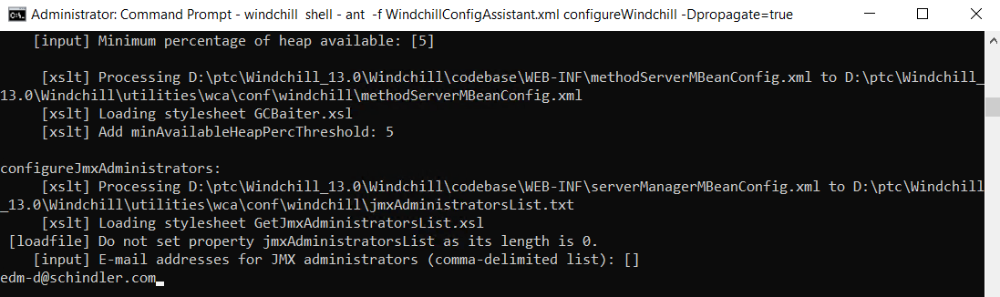 Administrator: Command Prompt - windchill  shell - ant  -f WindchillConfigAssistant.xml configureWindchill -Dpropagate=true
[input] Minimum percentage of heap available: [5]
[xslt] Processing D:\ptc\Windchill_13.0\Windchill\codebase\WEB-INF\methodServerMBeanConfig.xml to D:\ptc\Windchill_
13.0\Windchill\utilities\wca\conf\windchill\methodServerMBeanConfig.xml
[xslt] Loading stylesheet GCBaiter.xsl
[xslt] Add minAvailableHeapPercThreshold: 5
configureJmxAdministrators:
[xslt] Processing D:\ptc\Windchill_13.0\Windchill\codebase\WEB-INF\serverManagerMBeanConfig.xml to D:\ptc\Windchill
_13.0\Windchill\utilities\wca\conf\windchill\jmxAdministratorsList.txt
[xslt] Loading stylesheet GetJmxAdministratorsList.xsl
[loadfile] Do not set property jmxAdministratorsList as its length is 0.
[input] E-mail addresses for JMX administrators (comma-delimited list): []
edm-d@schindler.com